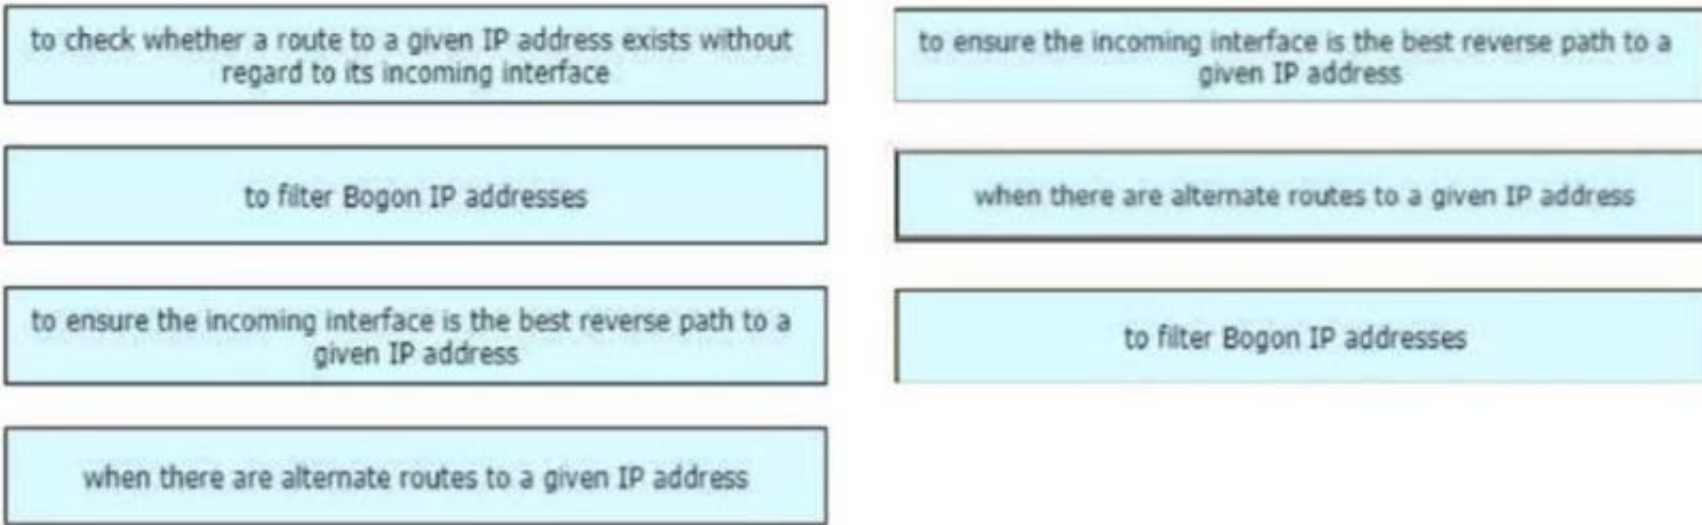 to check whether a route to a given IP address exists without
regard to its incoming interface
to filter Bogon IP addresses
to ensure the incoming interface is the best reverse path to a
given IP address
when there are alternate routes to a given IP address
to ensure the incoming interface is the best reverse path to a
given IP address
when there are alternate routes to a given IP address
to filter Bogon IP addresses